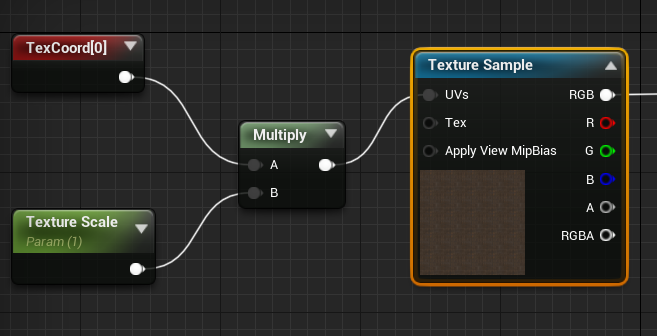 TexCoord[0]
Texture Sample
UVs
RGB
Tex
R
Apply View MipBias
G
B
A
RGBA
Multiply
A
B
Texture Scale
Param (1)